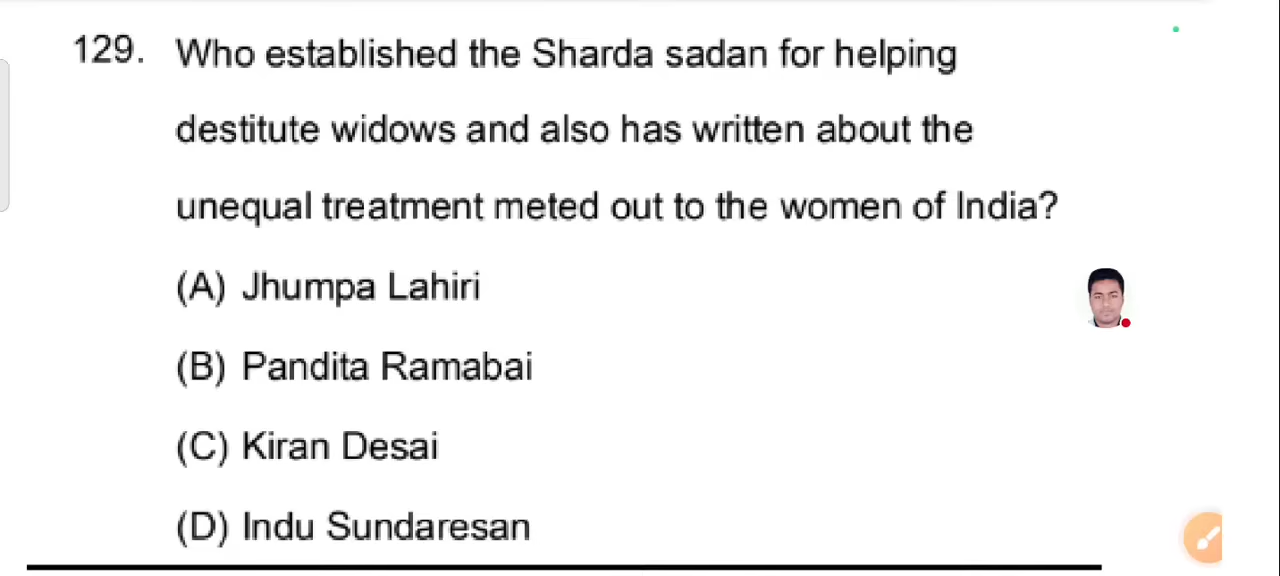 129. Who established the Sharda sadan for helping
destitute widows and also has written about the
unequal treatment meted out to the women of India?
(A) Jhumpa Lahiri
(B) Pandita Ramabai
(C) Kiran Desai
(D) Indu Sundaresan